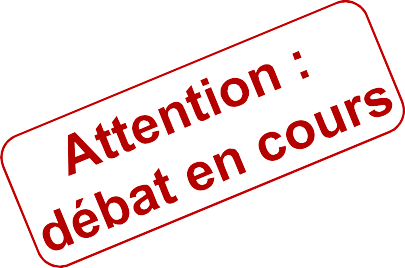 Attention :
débat en cours